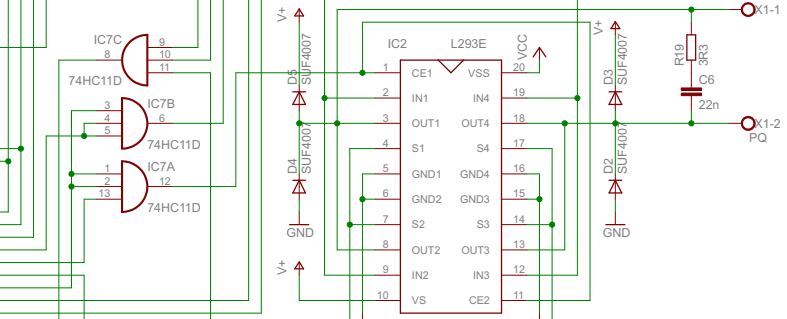 V+
X1-1
IC7C
9
8
10
11
74HC11D
IC2
L293E
VCC
V+
R19
3R3
D5
SUF4007
D3
SUF4007
C6
22n
1
CE1
VSS
20
2
IN1
IN4
19
3
OUT1
OUT4
18
4
S1
S4
17
5
GND1
GND4
16
6
GND2
GND3
15
7
S2
S3
14
8
OUT2
OUT3
13
9
IN2
IN3
12
10
VS
CE2
11
IC7B
3
4
6
5
74HC11D
IC7A
1
2
12
13
74HC11D
D4
SUF4007
GND
D2
SUF4007
GND
X1-2
PQ
V+